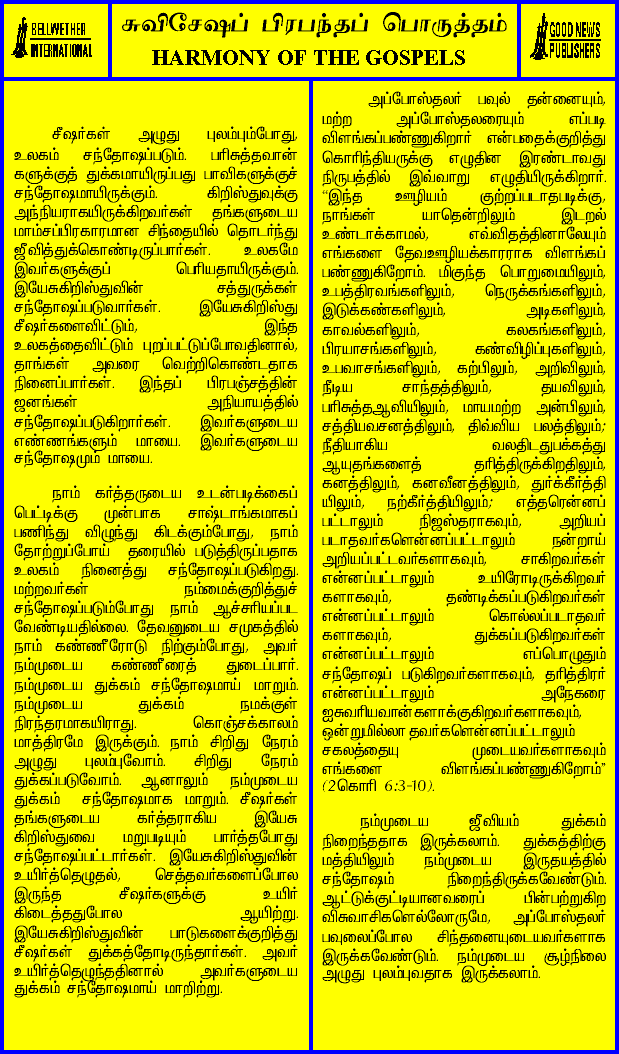 BELLWETHER
INTERNATIONAL
சுவிசேஷப் பிரபந்தப் பொருத்தம்
HARMONY OF THE GOSPELS
GOOD NEWS
PUBLISHERS
சீஷர்கள் அழுது புலம்பும்போது,
உலகம் சந்தோஷப்படும். பரிசுத்தவான்
களுக்குத் துக்கமாயிருப்பது பாவிகளுக்குச்
சந்தோஷமாயிருக்கும். கிறிஸ்துவுக்கு
அந்நியராகயிருக்கிறவர்கள் தங்களுடைய
மாம்சப்பிரகாரமான சிந்தையில் தொடர்ந்து
ஜீவித்துக்கொண்டிருப்பார்கள். உலகமே
இவர்களுக்குப் பெரியதாயிருக்கும்.
இயேசுகிறிஸ்துவின் சத்துருக்கள்
சந்தோஷப்படுவார்கள். இயேசுகிறிஸ்து
சீஷர்களைவிட்டும், இந்த
உலகத்தைவிட்டும் புறப்பட்டுப்போவதினால்,
தாங்கள் அவரை வெற்றிகொண்டதாக
நினைப்பார்கள். இந்தப் பிரபஞ்சத்தின்
ஜனங்கள் அநியாயத்தில்
சந்தோஷப்படுகிறார்கள். இவர்களுடைய
எண்ணங்களும் மாயை. இவர்களுடைய
சந்தோஷமும் மாயை.
நாம் கர்த்தருடைய உடன்படிக்கைப்
பெட்டிக்கு முன்பாக சாஷ்டாங்கமாகப்
பணிந்து விழுந்து கிடக்கும்போது, நாம்
தோற்றுப்போய் தரையில் படுத்திருப்பதாக
உலகம் நினைத்து சந்தோஷப்படுகிறது.
மற்றவர்கள் நம்மைக்குறித்துச்
சந்தோஷப்படும்போது நாம் ஆச்சரியப்பட
வேண்டியதில்லை. தேவனுடைய சமுகத்தில்
நாம் கண்ணீரோடு நிற்கும்போது, அவர்
நம்முடைய கண்ணீரைத் துடைப்பார்.
நம்முடைய துக்கம் சந்தோஷமாய் மாறும்.
நம்முடைய துக்கம் நமக்குள்
நிரந்தரமாகயிராது. கொஞ்சக்காலம்
மாத்திரமே இருக்கும். நாம் சிறிது நேரம்
அழுது புலம்புவோம். சிறிது நேரம்
துக்கப்படுவோம். ஆனாலும் நம்முடைய
துக்கம் சந்தோஷமாக மாறும். சீஷர்கள்
தங்களுடைய கர்த்தராகிய இயேசு
கிறிஸ்துவை மறுபடியும் பார்த்தபோது
சந்தோஷப்பட்டார்கள். இயேசுகிறிஸ்துவின்
உயிர்த்தெழுதல், செத்தவர்களைப்போல
இருந்த சீஷர்களுக்கு உயிர்
கிடைத்ததுபோல ஆயிற்று.
இயேசுகிறிஸ்துவின் பாடுகளைக்குறித்து
சீஷர்கள் துக்கத்தோடிருந்தார்கள். அவர்
உயிர்த்தெழுந்ததினால் அவர்களுடைய
துக்கம் சந்தோஷமாய் மாறிற்று.
அப்போஸ்தலர் பவுல் தன்னையும்,
மற்ற அப்போஸ்தலரையும் எப்படி
விளங்கப்பண்ணுகிறார் என்பதைக்குறித்து
கொரிந்தியருக்கு எழுதின இரண்டாவது
நிருபத்தில் இவ்வாறு எழுதியிருக்கிறார்.
“இந்த ஊழியம் குற்றப்படாதபடிக்கு,
நாங்கள் யாதென்றிலும் இடறல்
உண்டாக்காமல், எவ்விதத்தினாலேயும்
எங்களை தேவஊழியக்காரராக விளங்கப்
பண்ணுகிறோம். மிகுந்த பொறுமையிலும்,
உபத்திரவங்களிலும், நெருக்கங்களிலும்,
இடுக்கண்களிலும், அடிகளிலும்,
காவல்களிலும், கலகங்களிலும்,
பிரயாசங்களிலும், கண்விழிப்புகளிலும்,
உபவாசங்களிலும், கற்பிலும், அறிவிலும்,
நீடிய சாந்தத்திலும், தயவிலும்,
பரிசுத்தஆவியிலும், மாயமற்ற அன்பிலும்,
சத்தியவசனத்திலும், திவ்விய பலத்திலும்;
நீதியாகிய வலதிடதுபக்கத்து
ஆயுதங்களைத் தரித்திருக்கிறதிலும்,
கனத்திலும், கனவீனத்திலும், துர்க்கீர்த்தி
யிலும், நற்கீர்த்தியிலும்; எத்தரென்னப்
பட்டாலும் நிஜஸ்தராகவும், அறியப்
படாதவர்களென்னப்பட்டாலும் நன்றாய்
அறியப்பட்டவர்களாகவும், சாகிறவர்கள்
என்னப்பட்டாலும் உயிரோடிருக்கிறவர்
களாகவும், தண்டிக்கப்படுகிறவர்கள்
என்னப்பட்டாலும் கொல்லப்படாதவர்
களாகவும், துக்கப்படுகிறவர்கள்
என்னப்பட்டாலும் எப்பொழுதும்
சந்தோஷப் படுகிறவர்களாகவும், தரித்திரர்
என்னப்பட்டாலும் அநேகரை
ஐசுவரியவான்களாக்குகிறவர்களாகவும்,
ஒன்றுமில்லா தவர்களென்னப்பட்டாலும்
சகலத்தையு முடையவர்களாகவும்
எங்களை விளங்கப்பண்ணுகிறோம்”
(2கொரி 6:3-10).
நம்முடைய ஜீவியம் துக்கம்
நிறைந்ததாக இருக்கலாம். துக்கத்திற்கு
மத்தியிலும் நம்முடைய இருதயத்தில்
சந்தோஷம் நிறைந்திருக்கவேண்டும்.
ஆட்டுக்குட்டியானவரைப் பின்பற்றுகிற
விசுவாசிகளெல்லோருமே, அப்போஸ்தலர்
பவுலைப்போல சிந்தனையுடையவர்களாக
இருக்கவேண்டும். நம்முடைய சூழ்நிலை
அழுது புலம்புவதாக இருக்கலாம்.